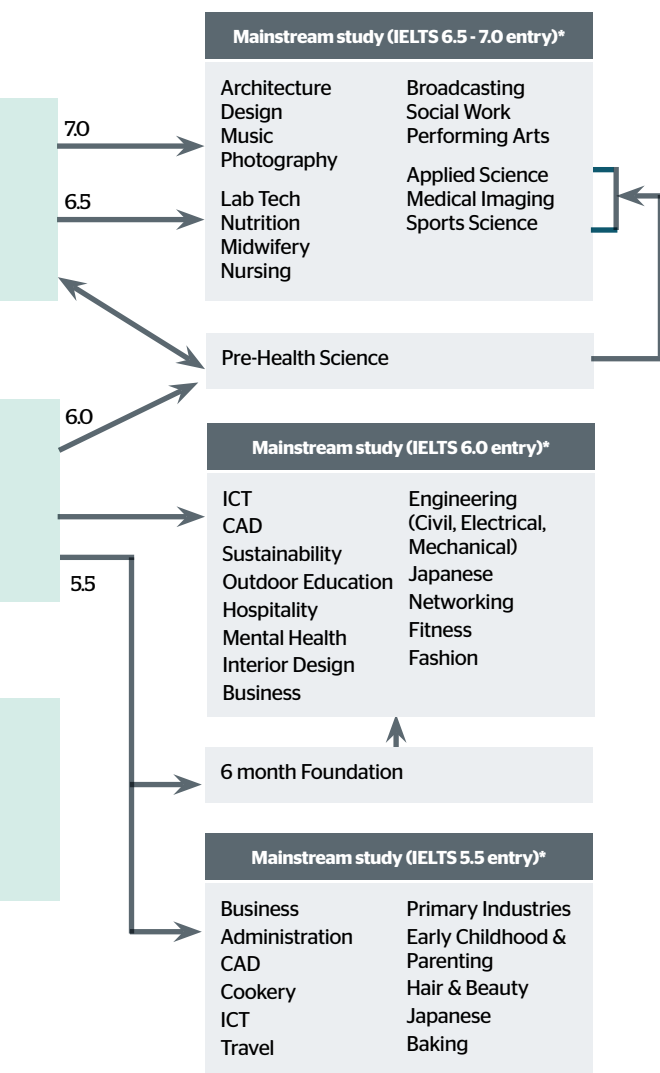 Mainstream study (IELTS 6.5 - 7.0 entry)*
7.0
6.5
Architecture
Design
Music
Photography
Lab Tech
Nutrition
Midwifery
Nursing
Broadcasting
Social Work
Performing Arts
Applied Science
Medical Imaging
Sports Science
Pre-Health Science
6.0
Mainstream study (IELTS 6.0 entry)*
5.5
ICT
CAD
Sustainability
Outdoor Education
Hospitality
Mental Health
Interior Design
Business
Engineering
(Civil, Electrical,
Mechanical)
Japanese
Networking
Fitness
Fashion
6 month Foundation
Mainstream study (IELTS 5.5 entry)*
Business
Administration
CAD
Cookery
ICT
Travel
Primary Industries
Early Childhood &
Parenting
Hair & Beauty
Japanese
Baking